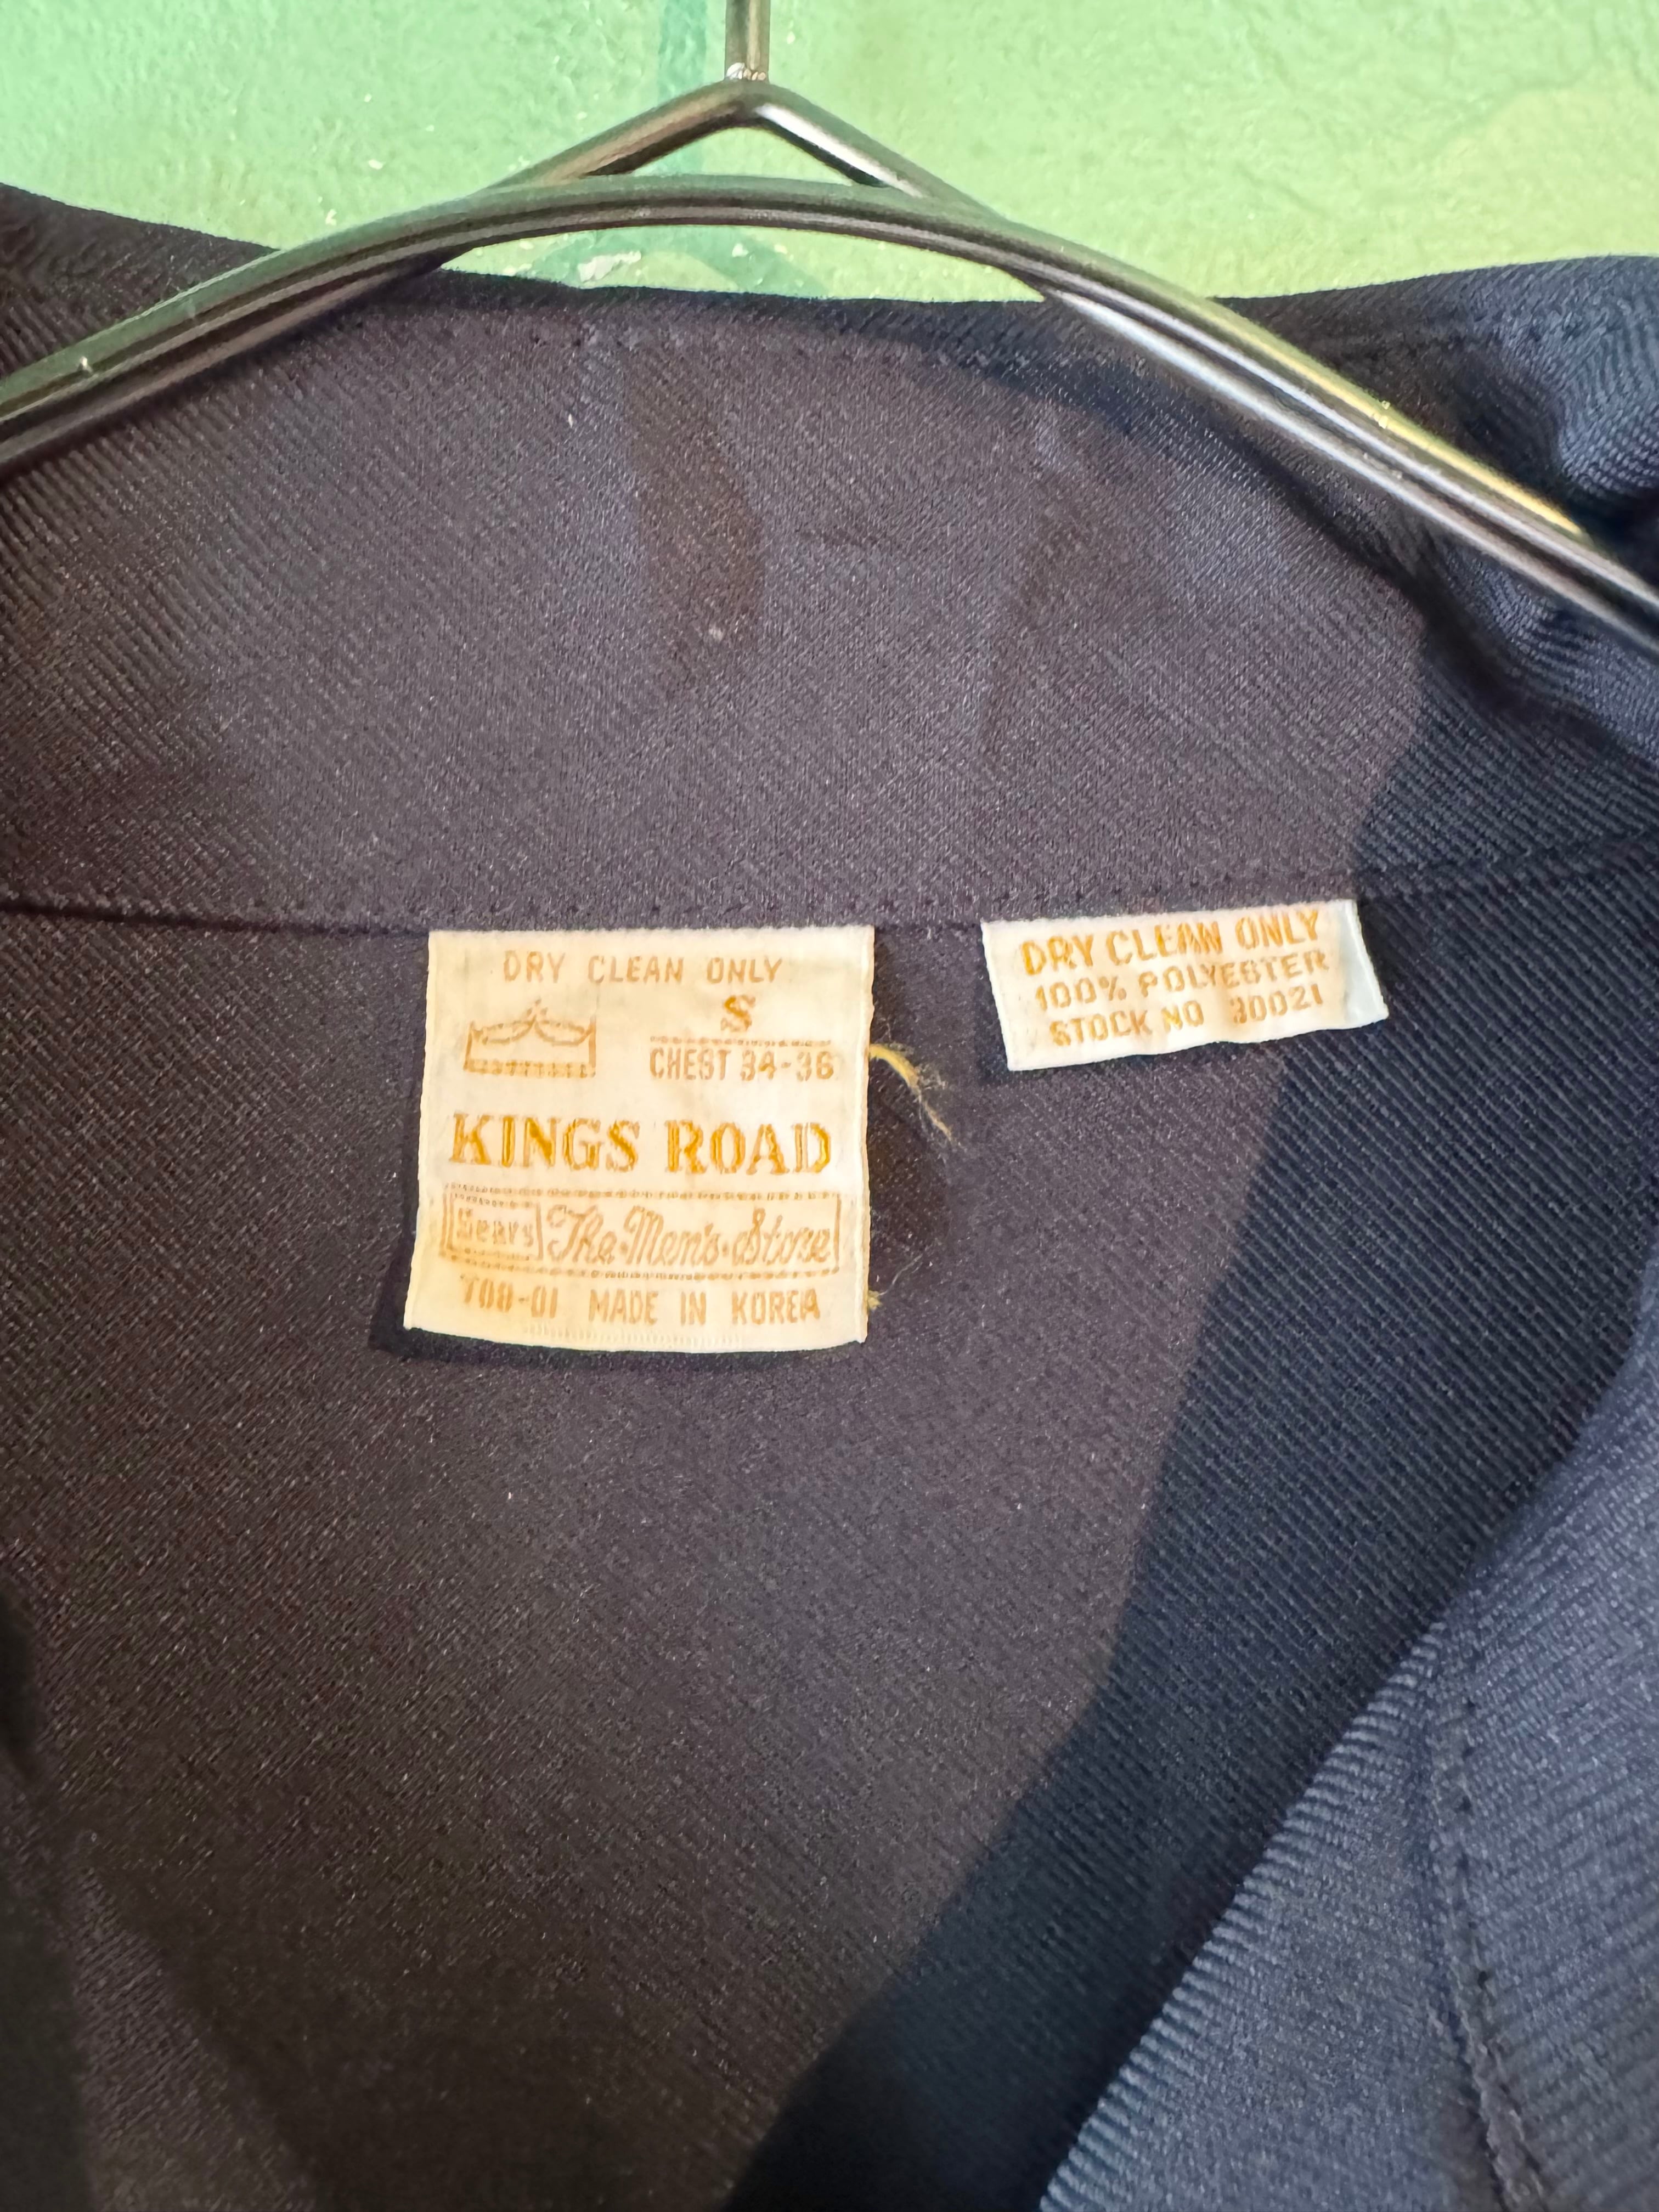 DRY CLEAN ONLY
S
CHEST 34-36
KINGS ROAD
Sears The Men's Store
T08-01 MADE IN KOREA
DRY CLEAN ONLY
100% POLYESTER
STOCK NO 30021